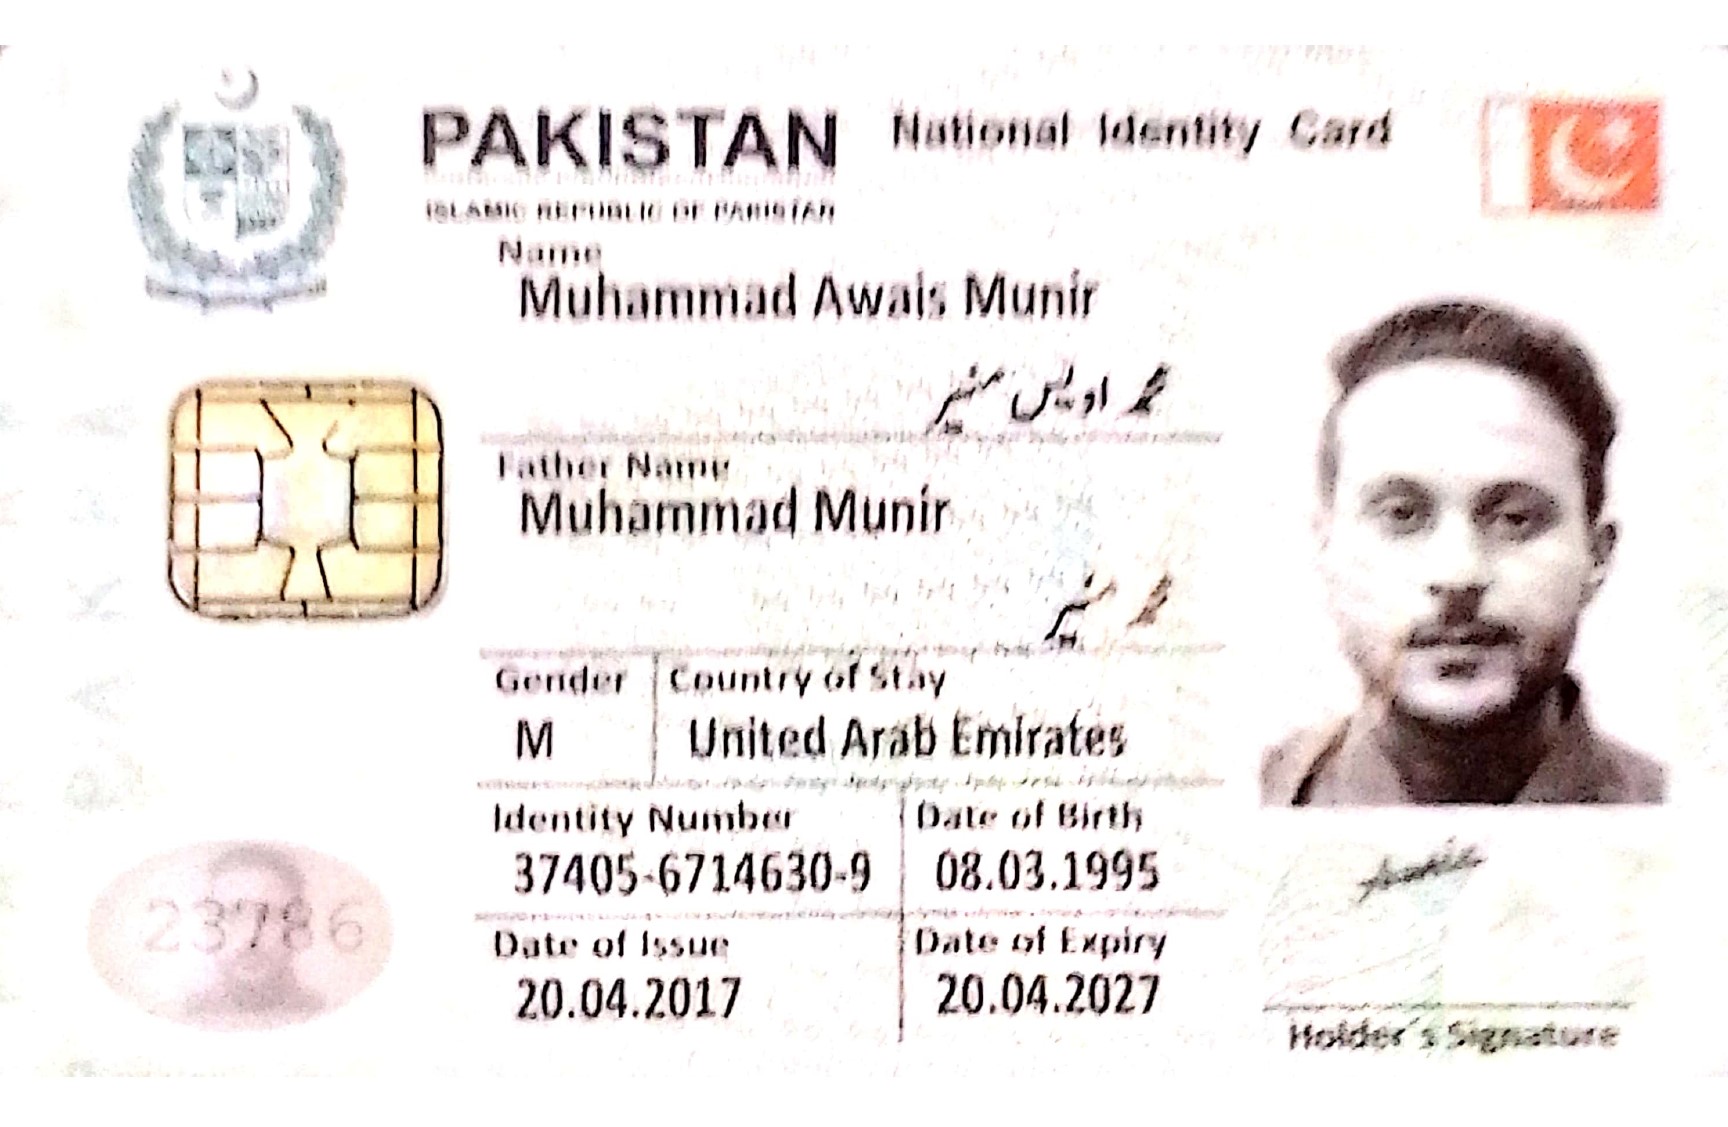 PAKISTAN National Identity Card
ISLAMIC REPUBLIC OF PAKISTAN
Name
Muhammad Awais Munir
محمد اویس منیر
Father Name
Muhammad Munir
محمد منیر
Gender Country of Stay
M United Arab Emirates
Identity Number Date of Birth
37405-6714630-9 08.03.1995
Date of Issue Date of Expiry
20.04.2017 20.04.2027
23786
Holder's Signature